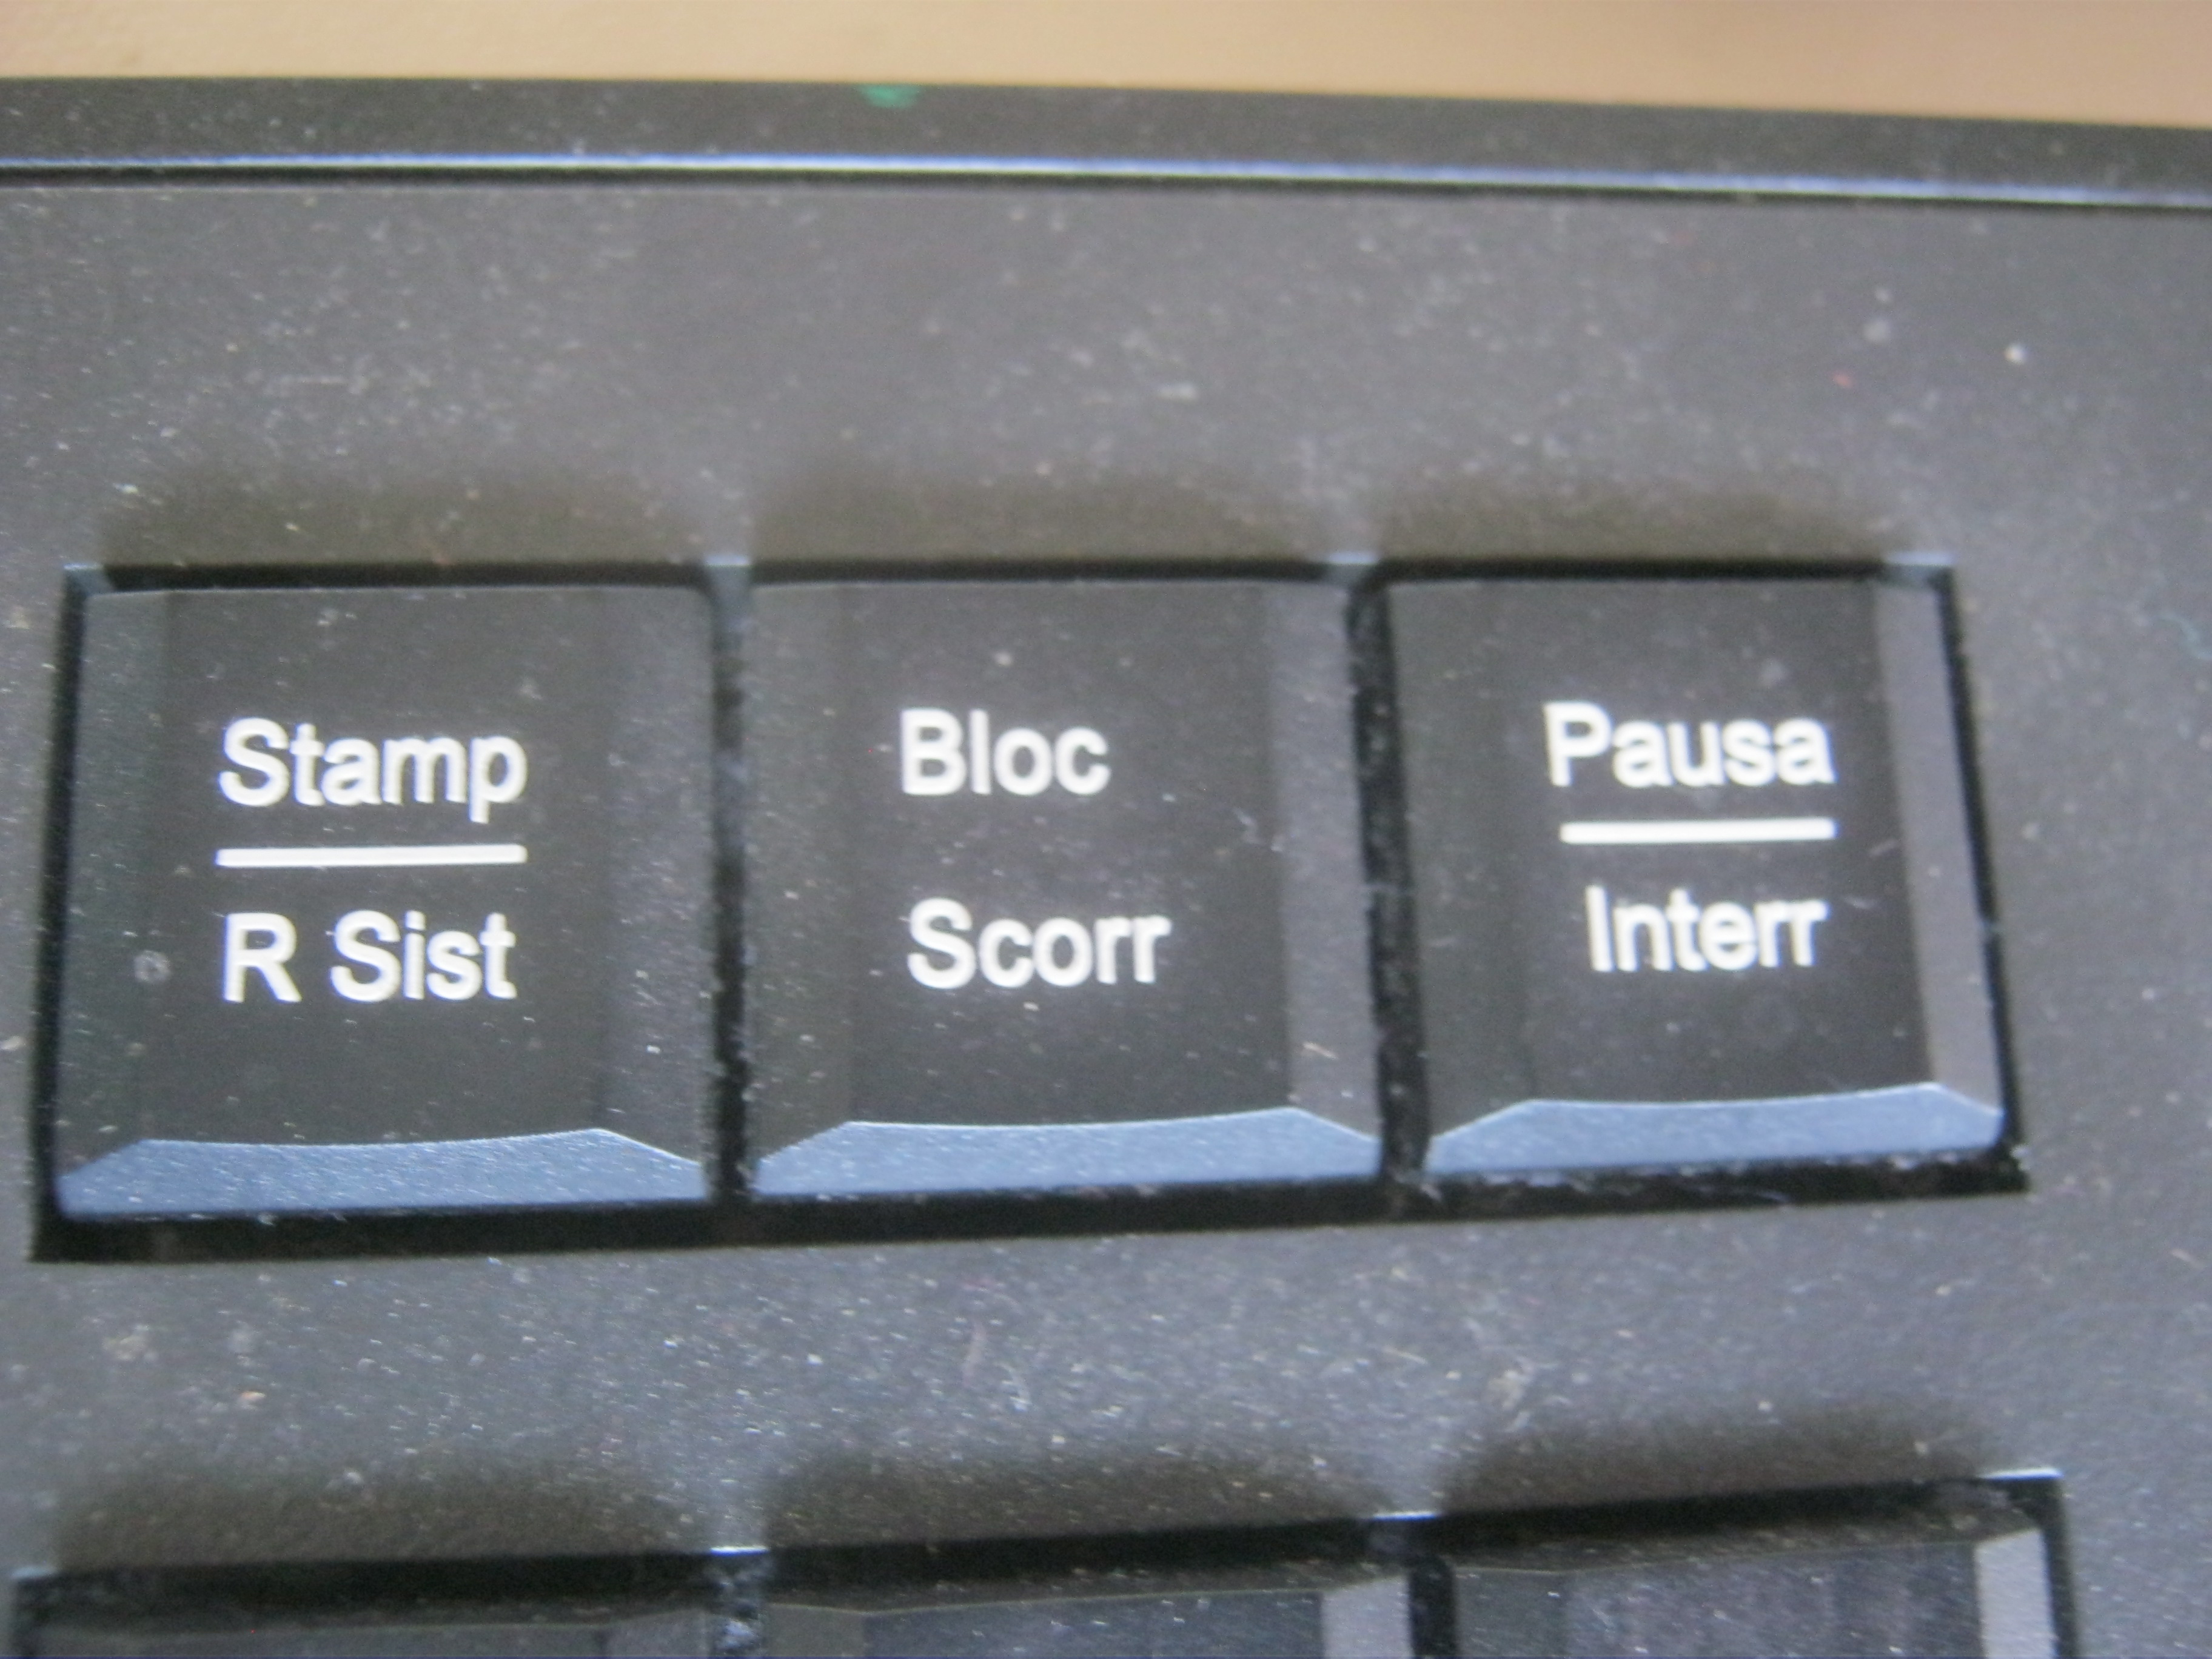 Stamp
R Sist
Bloc
Scorr
Pausa
Interr